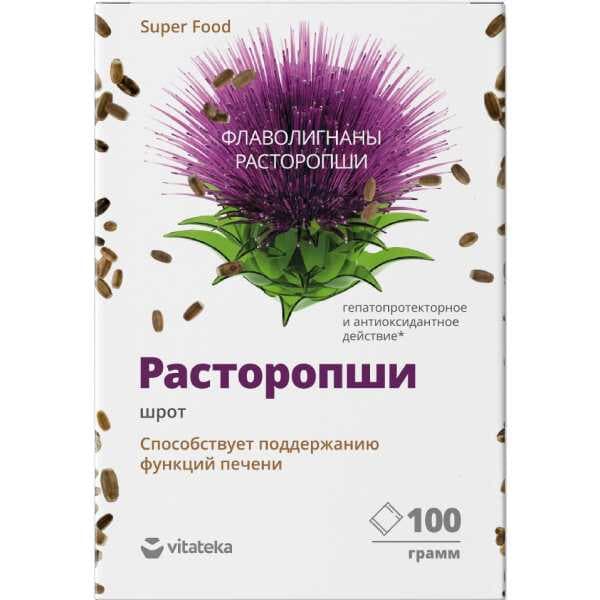 Super Food
ФЛАВОЛИГНАНЫ
РАСТОРОПШИ
гепатопротекторное
и антиоксидантное
действие*
Расторопши
шрот
Способствует поддержанию
функций печени
vitateka
100
грамм